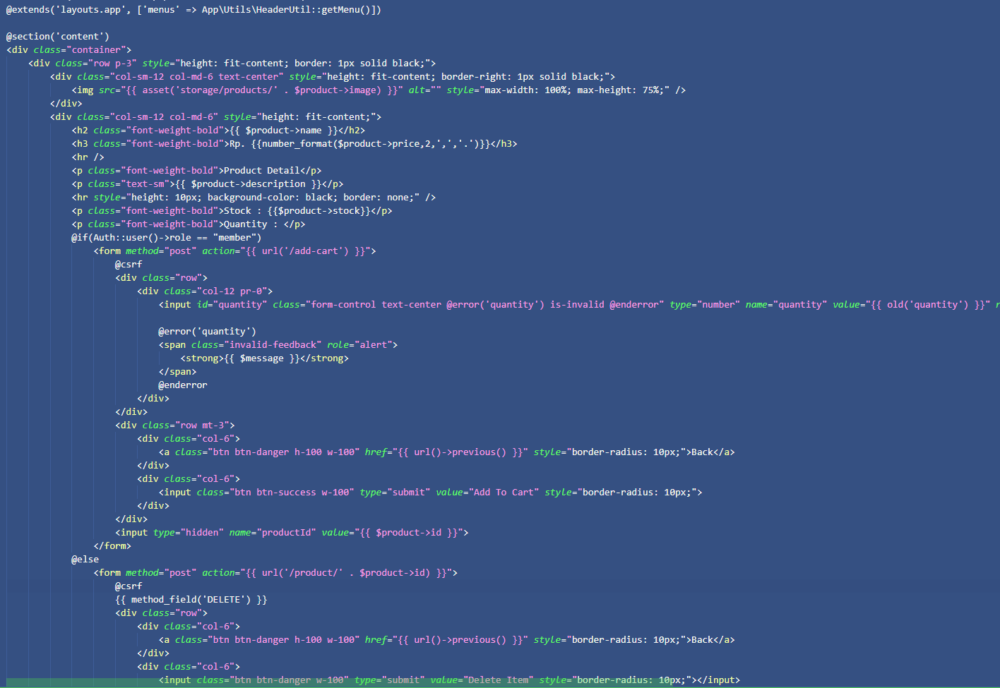 @extends('layouts.app', ['menus' => App\Utils\HeaderUtil::getMenu()])
@section('content')
<div class="container">
<div class="row p-3" style="height: fit-content; border: 1px solid black;">
<div class="col-sm-12 col-md-6 text-center" style="height: fit-content; border-right: 1px solid black;">
<img src="{{ asset('storage/products/' . $product->image) }}" alt="" style="max-width: 100%; max-height: 75%;" />
</div>
<div class="col-sm-12 col-md-6" style="height: fit-content;">
<h2 class="font-weight-bold">{{ $product->name }}</h2>
<h3 class="font-weight-bold">Rp. {{number_format($product->price,2,',','.')}}</h3>
<hr />
<p class="font-weight-bold">Product Detail</p>
<p class="text-sm">{{ $product->description }}</p>
<hr style="height: 10px; background-color: black; border: none;" />
<p class="font-weight-bold">Stock : {{$product->stock}}</p>
<p class="font-weight-bold">Quantity : </p>
@if(Auth::user()->role == "member")
<form method="post" action="{{ url('/add-cart') }}">
@csrf
<div class="row">
<div class="col-12 pr-0">
<input id="quantity" class="form-control text-center @error('quantity') is-invalid @enderror" type="number" name="quantity" value="{{ old('quantity') }}"
@error('quantity')
<span class="invalid-feedback" role="alert">
<strong>{{ $message }}</strong>
</span>
@enderror
</div>
</div>
<div class="row mt-3">
<div class="col-6">
<a class="btn btn-danger h-100 w-100" href="{{ url()->previous() }}" style="border-radius: 10px;">Back</a>
</div>
<div class="col-6">
<input class="btn btn-success w-100" type="submit" value="Add To Cart" style="border-radius: 10px;">
</div>
</div>
<input type="hidden" name="productId" value="{{ $product->id }}">
</form>
@else
<form method="post" action="{{ url('/product/' . $product->id) }}">
@csrf
{{ method_field('DELETE') }}
<div class="row">
<div class="col-6">
<a class="btn btn-danger h-100 w-100" href="{{ url()->previous() }}" style="border-radius: 10px;">Back</a>
</div>
<div class="col-6">
<input class="btn btn-danger w-100" type="submit" value="Delete Item" style="border-radius: 10px;"></input>